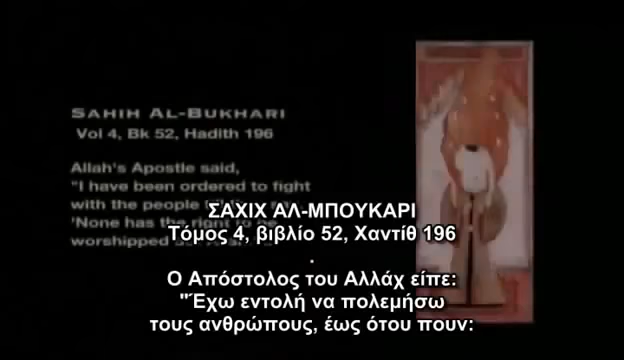 SAHIH AL-BUKHARI
Vol 4, Bk 52, Hadith 196
Allah's Apostle said,
"I have been ordered to fight
with the people
'None has the right to be
worshipped
ΣΑΧΙΧ ΑΛ-ΜΠΟΥΚΑΡΙ
Τόμος 4, βιβλίο 52, Χαντίθ 196
.
Ο Απόστολος του Αλλάχ είπε:
"Έχω εντολή να πολεμήσω
τους ανθρώπους, έως ότου πουν: